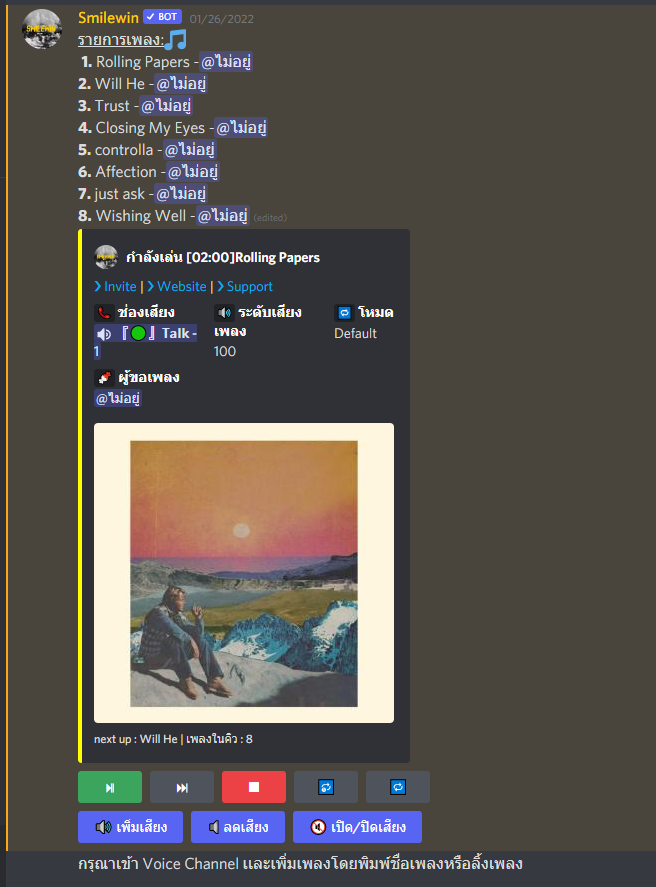 Smilewin ✓ BOT 01/26/2022
รายการเพลง:🎵
1. Rolling Papers - @ไม่อยู่
2. Will He - @ไม่อยู่
3. Trust - @ไม่อยู่
4. Closing My Eyes - @ไม่อยู่
5. controlla - @ไม่อยู่
6. Affection - @ไม่อยู่
7. just ask - @ไม่อยู่
8. Wishing Well - @ไม่อยู่ (edited)
กำลังเล่น [02:00]Rolling Papers
❯ Invite | ❯ Website | ❯ Support
📞 ช่องเสียง 🔊 ระดับเสียง 🔁 โหมด
🔊 『🟢』 Talk - เพลง Default
1 100
ผู้ขอเพลง
@ไม่อยู่
next up : Will He | เพลงในคิว : 8
🔊 เพิ่มเสียง 🔈 ลดเสียง 🔇 เปิด/ปิดเสียง
กรุณาเข้า Voice Channel เเละเพิ่มเพลงโดยพิมพ์ชื่อเพลงหรือลิ้งเพลง